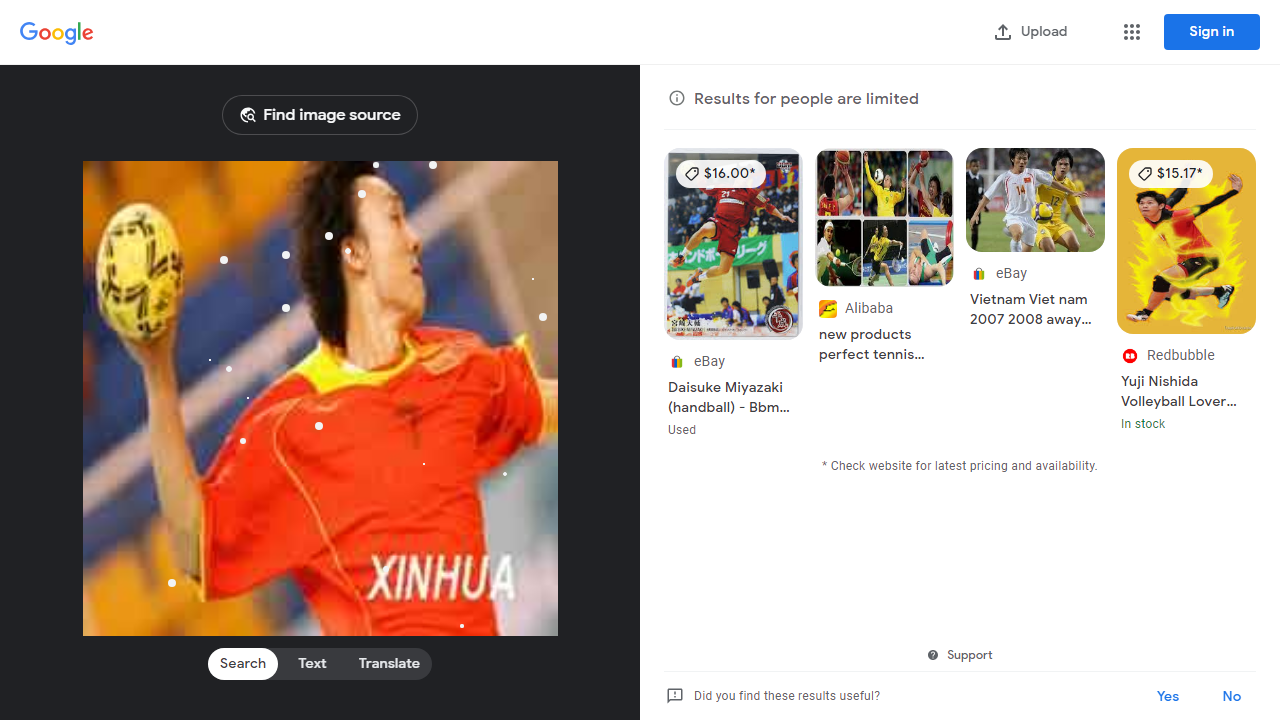 Google
Upload
Sign in
Find image source
XINHUA
Search
Text
Translate
Results for people are limited
$16.00*
eBay
Daisuke Miyazaki
(handball) - Bbm...
Used
Alibaba
new products
perfect tennis...
eBay
Vietnam Viet nam
2007 2008 away...
$15.17*
Redbubble
Yuji Nishida
Volleyball Lover...
In stock
* Check website for latest pricing and availability.
Support
Did you find these results useful?
Yes
No